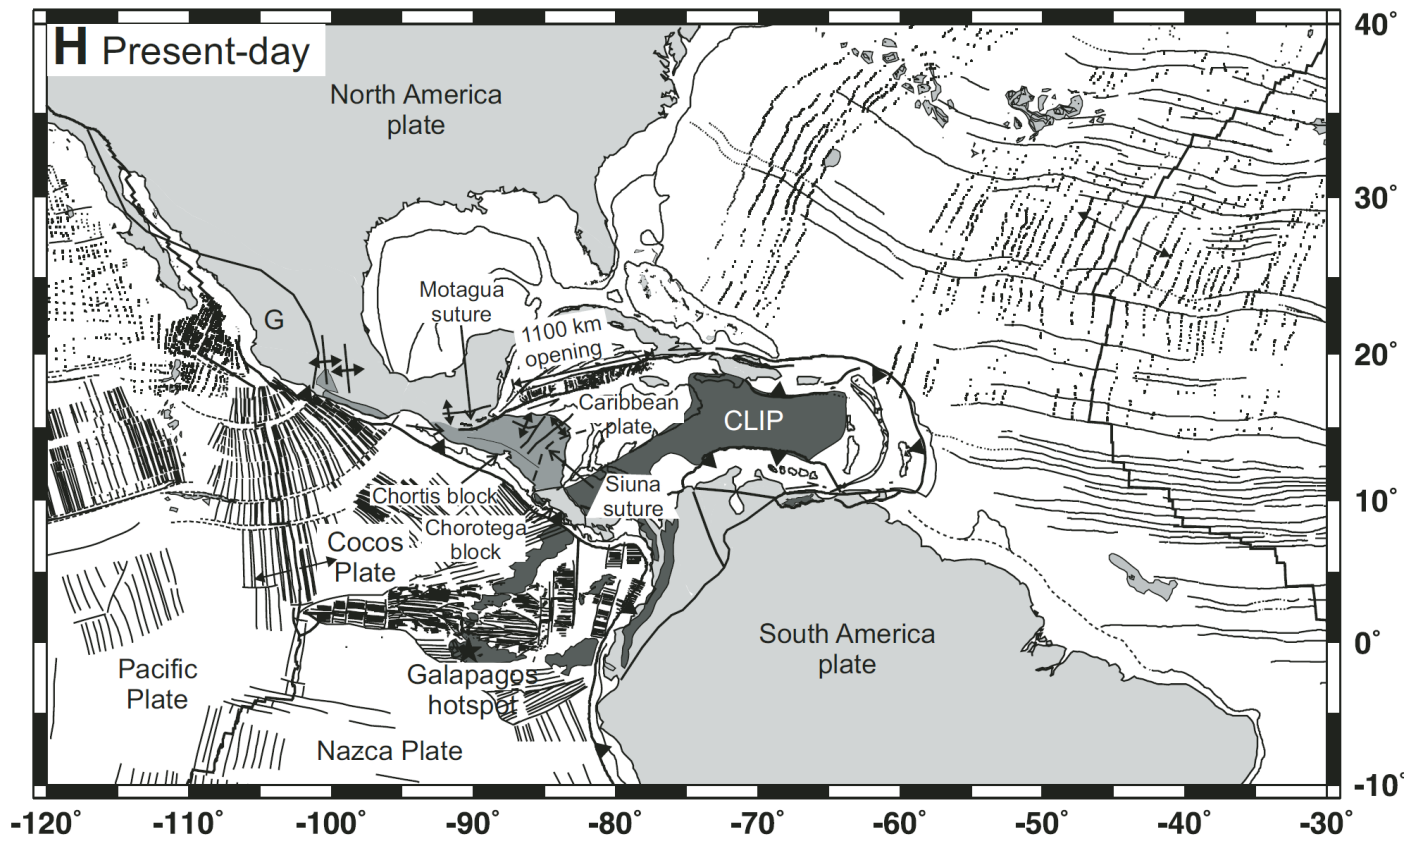 H Present-day
North America
plate
G
Motagua
suture
1100 km
opening
Caribbean
plate
CLIP
Chortis block
Siuna
suture
Chorotega
block
Cocos
Plate
South America
plate
Pacific
Plate
Galapagos
hotspot
Nazca Plate
40°
30°
20°
10°
0°
-10°
-120° -110° -100° -90° -80° -70° -60° -50° -40° -30°